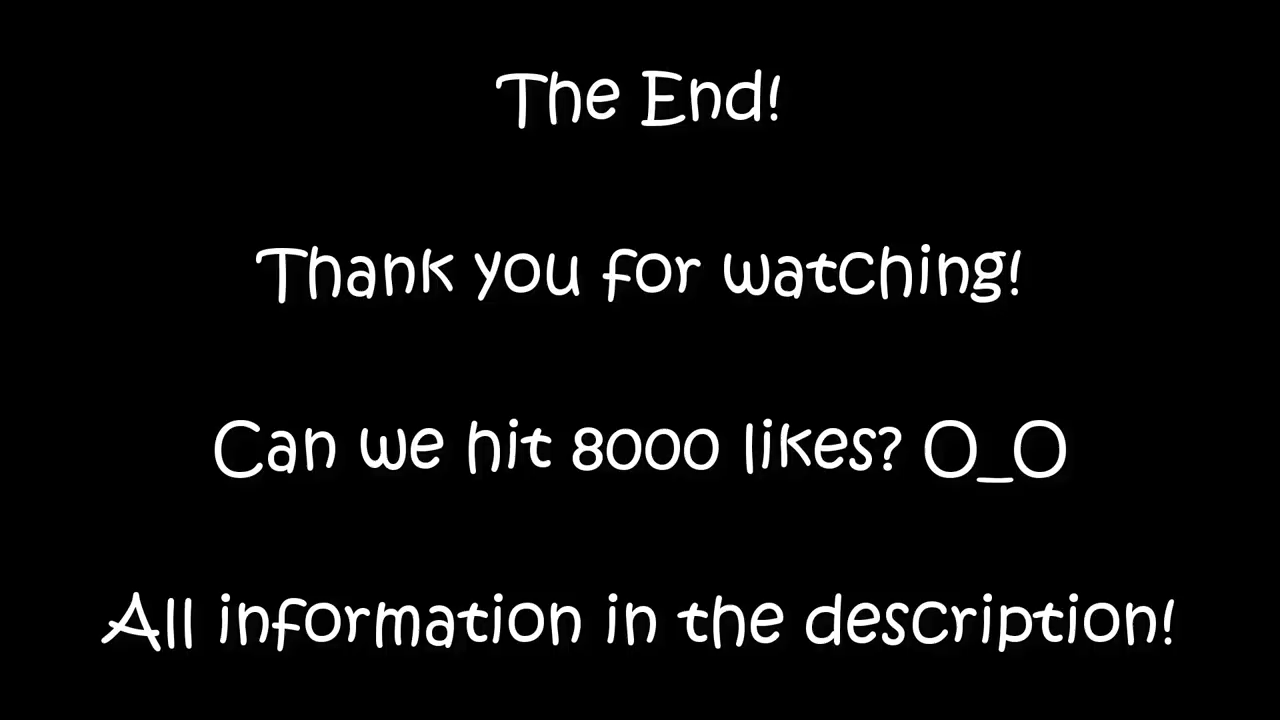 The End!
Thank you for watching!
Can we hit 8000 likes? O_O
All information in the description!